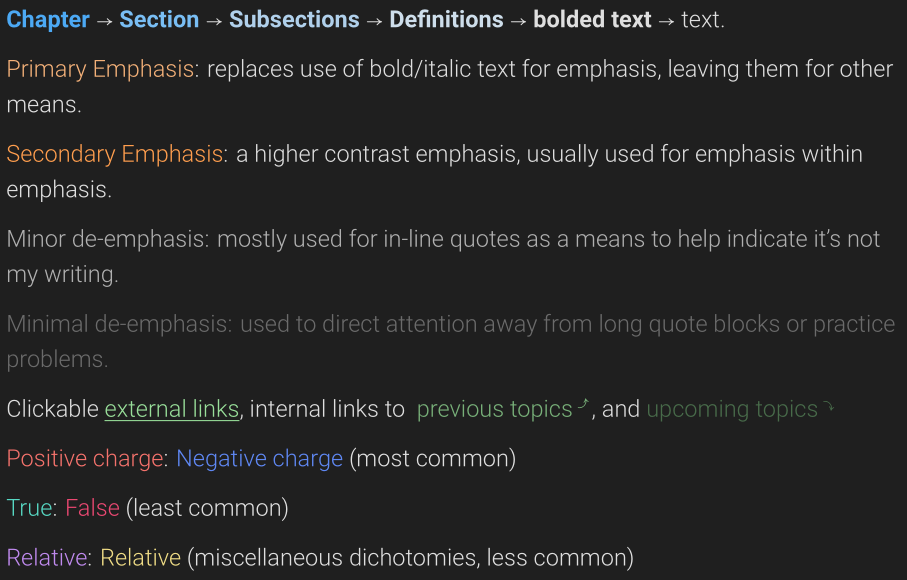 Chapter → Section → Subsections → Definitions → bolded text → text.
Primary Emphasis: replaces use of bold/italic text for emphasis, leaving them for other
means.
Secondary Emphasis: a higher contrast emphasis, usually used for emphasis within
emphasis.
Minor de-emphasis: mostly used for in-line quotes as a means to help indicate it’s not
my writing.
Minimal de-emphasis: used to direct attention away from long quote blocks or practice
problems.
Clickable external links, internal links to previous topics⤴, and upcoming topics⤵
Positive charge: Negative charge (most common)
True: False (least common)
Relative: Relative (miscellaneous dichotomies, less common)